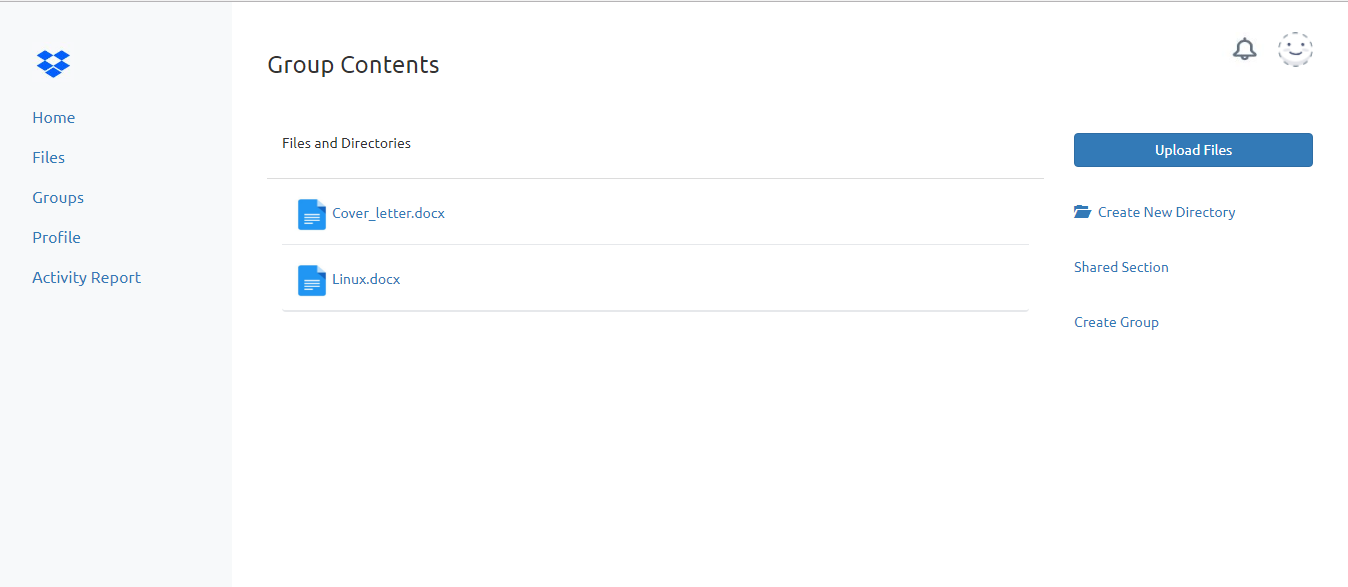 Home
Files
Groups
Profile
Activity Report
Group Contents
Files and Directories
Cover_letter.docx
Linux.docx
Upload Files
Create New Directory
Shared Section
Create Group